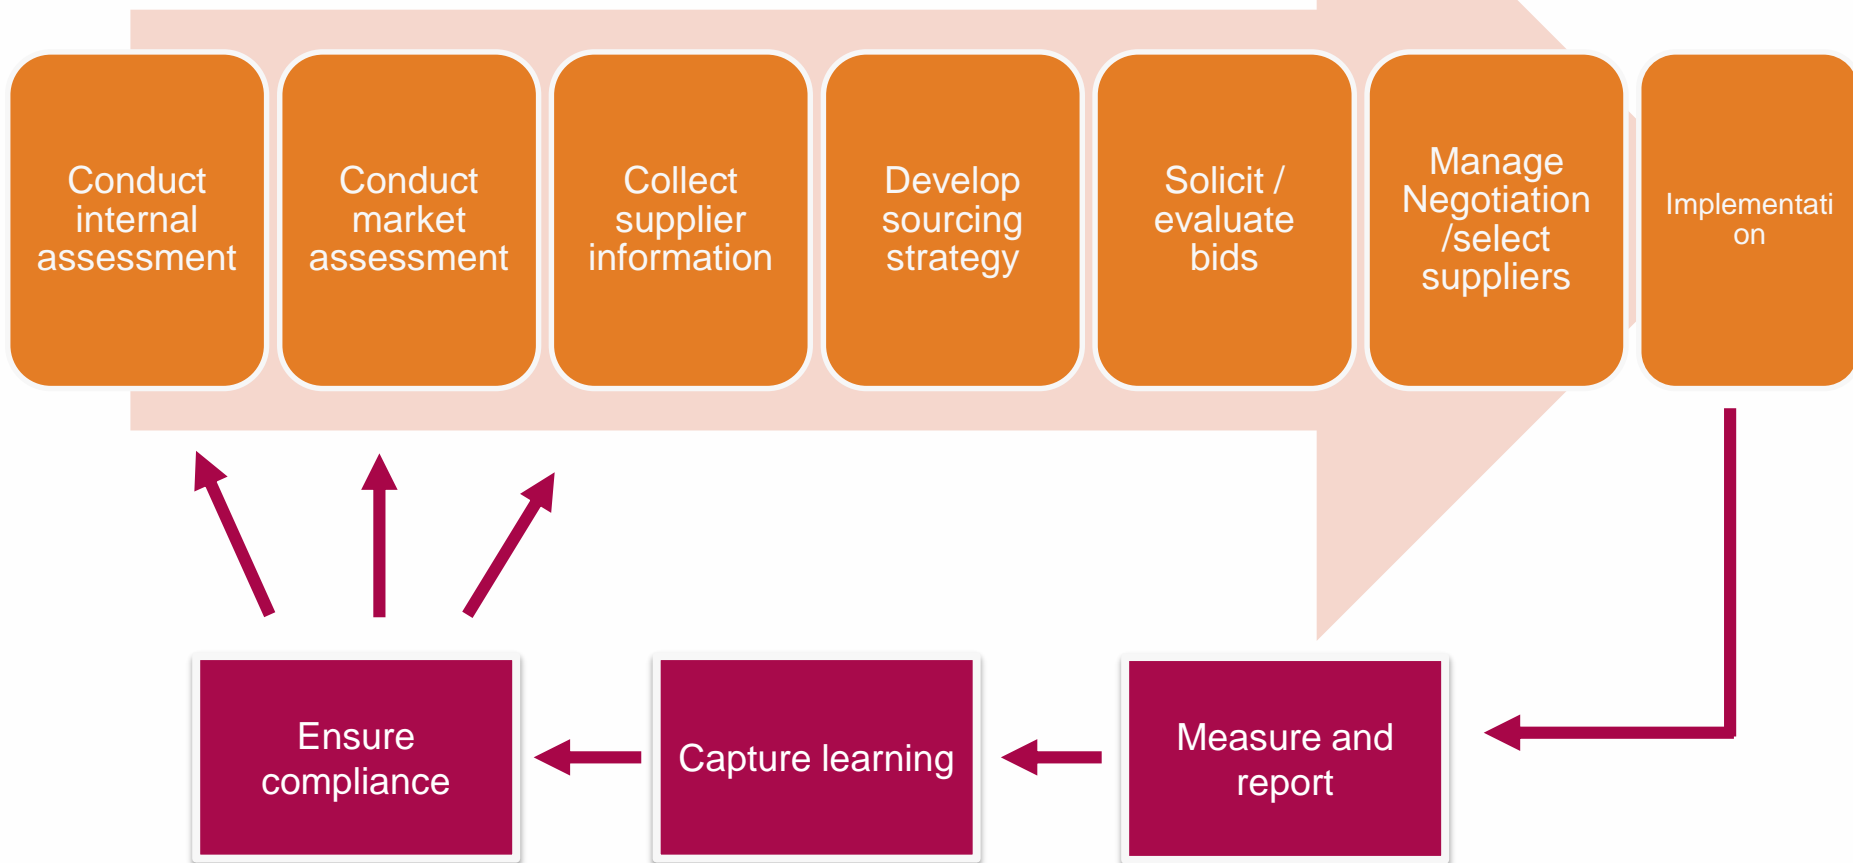 Conduct
internal
assessment
Conduct
market
assessment
Collect
supplier
information
Develop
sourcing
strategy
Solicit /
evaluate
bids
Manage
Negotiation
/select
suppliers
Implementati
on
Ensure
compliance
Capture learning
Measure and
report